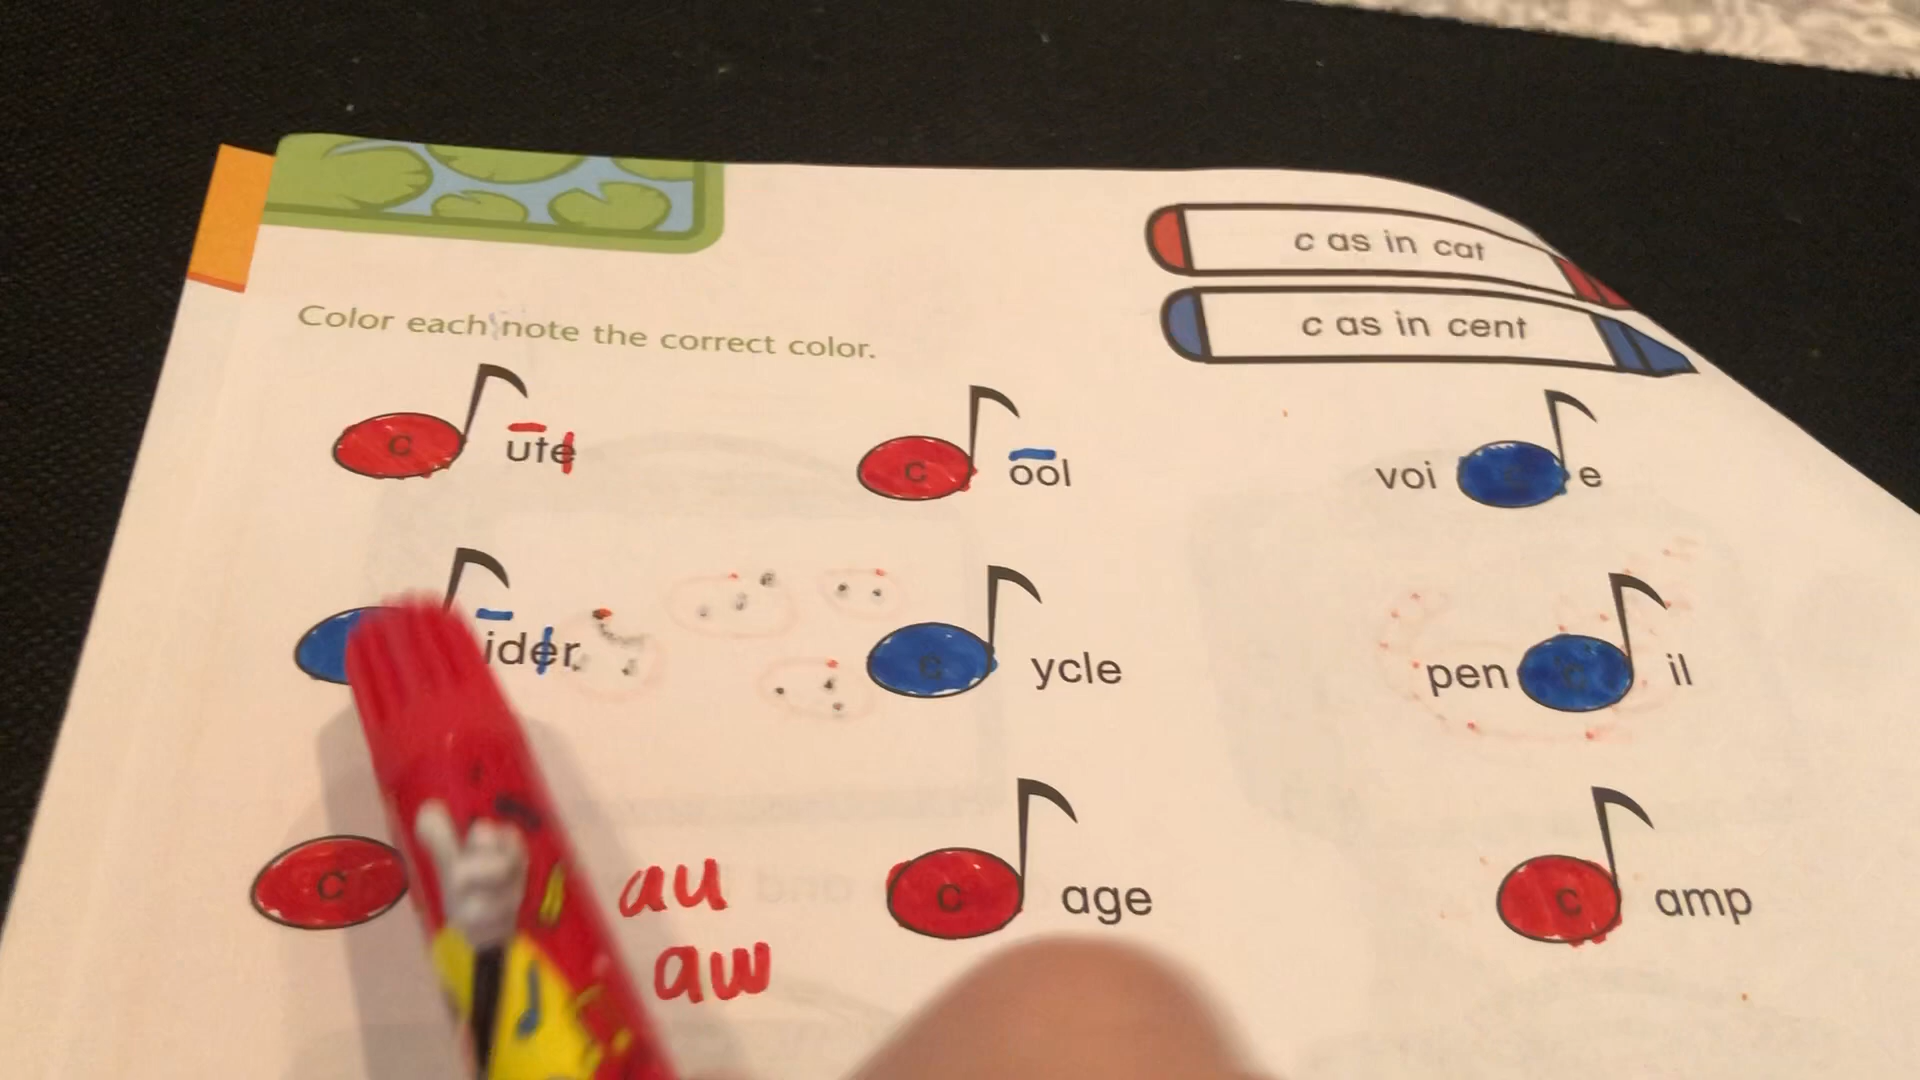 c as in cat
c as in cent
Color each note the correct color.
c ute
c ool
voi c e
ider
c ycle
pen c il
c
au
aw
c age
c amp